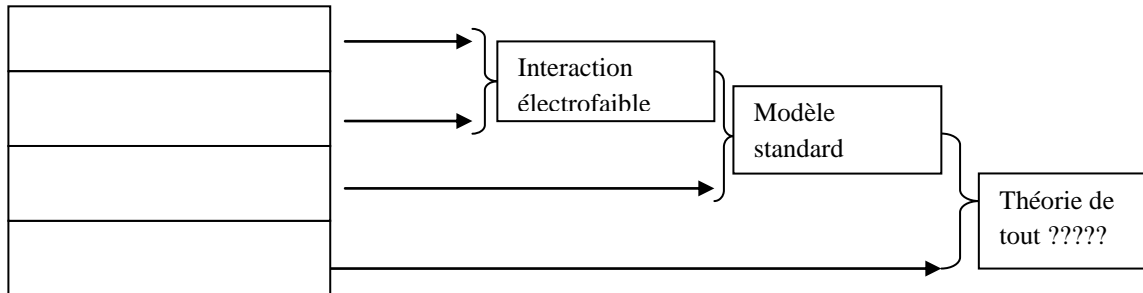 Interaction
électrofaible
Modèle
standard
Théorie de
tout ?????